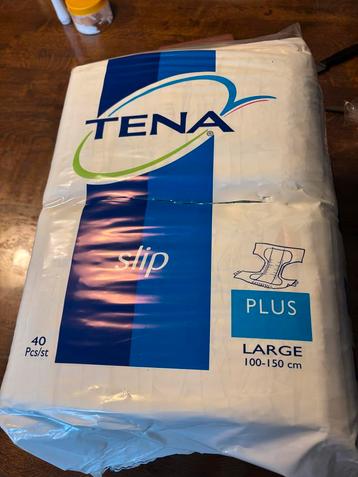 TENA®
slip
PLUS
40
Pcs/st
LARGE
100-150 cm